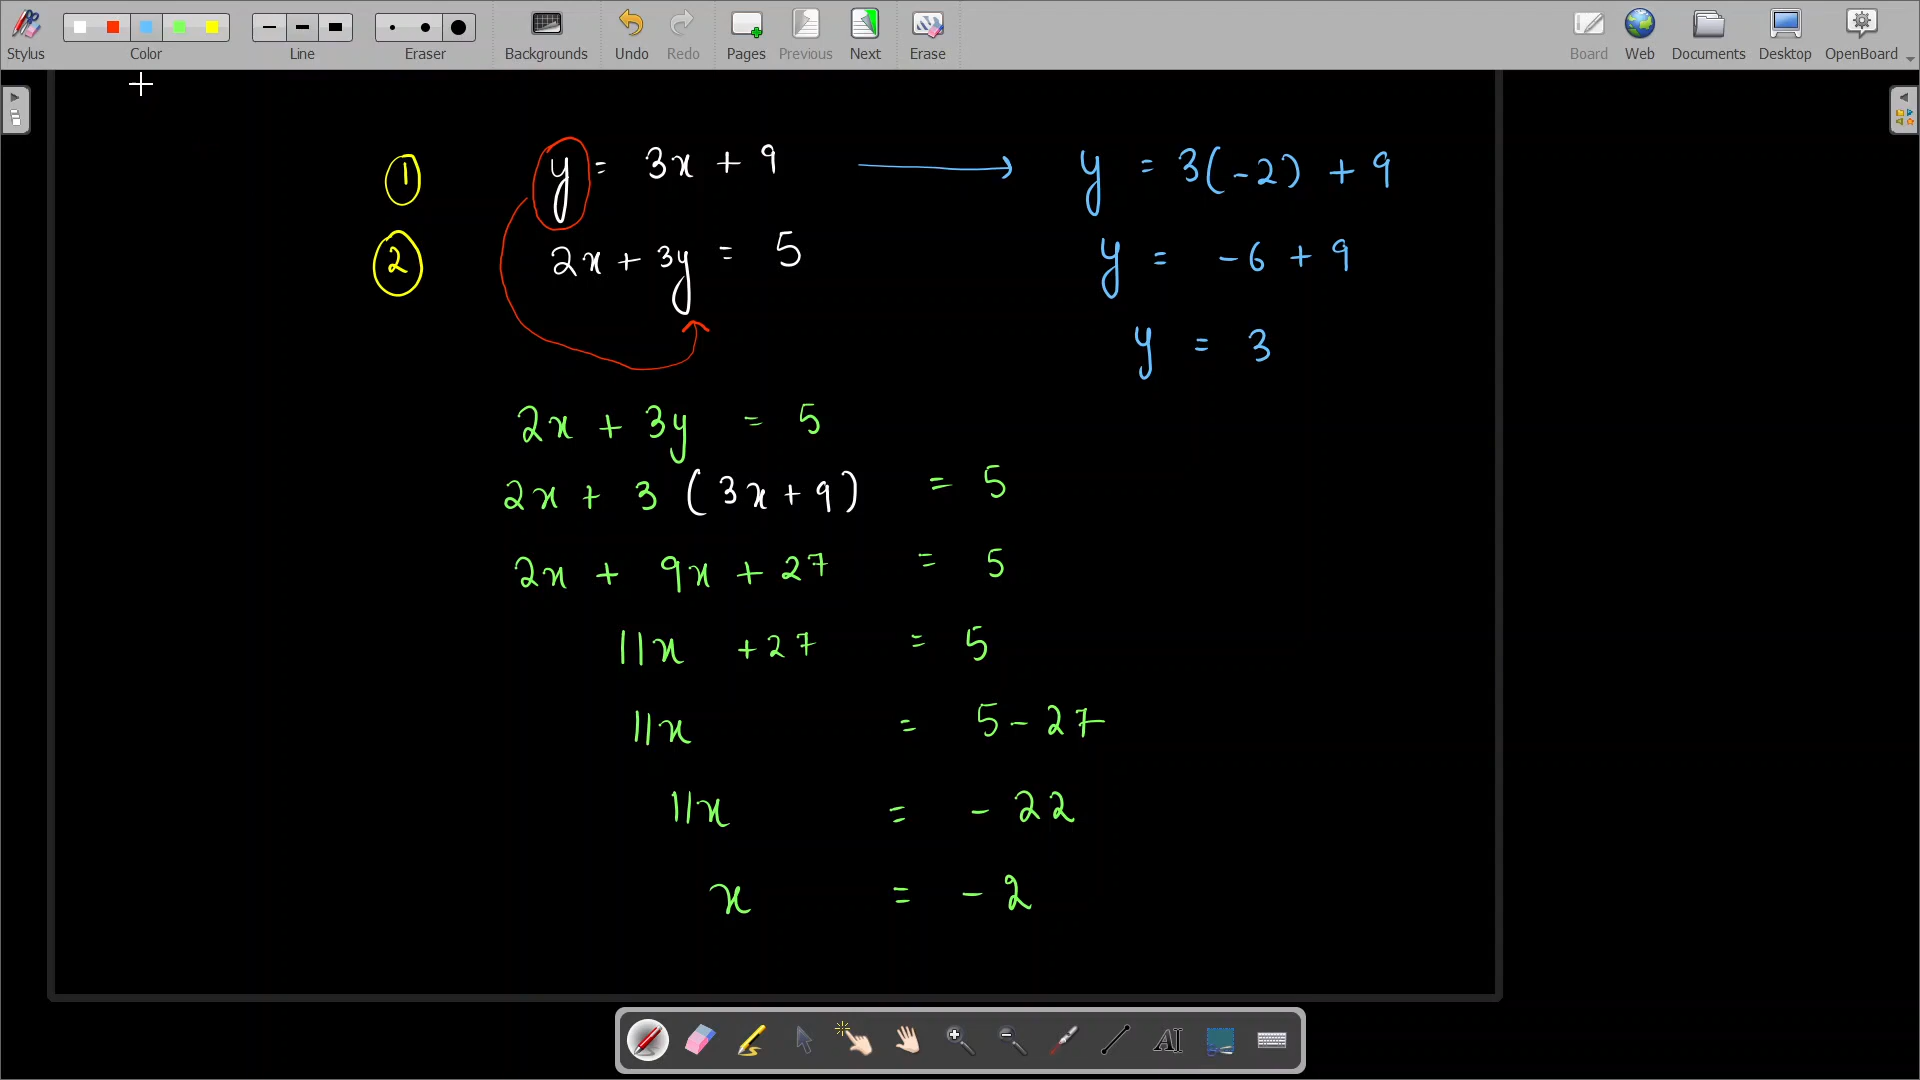 Stylus
Color
Line
Eraser
Backgrounds
Undo
Redo
Pages
Previous
Next
Erase
Board
Web
Documents
Desktop
OpenBoard
① y = 3x + 9
② 2x + 3y = 5
y = 3(-2) + 9
y = -6 + 9
y = 3
2x + 3y = 5
2x + 3 (3x + 9) = 5
2x + 9x + 27 = 5
11x + 27 = 5
11x = 5 - 27
11x = - 22
x = - 2
AI